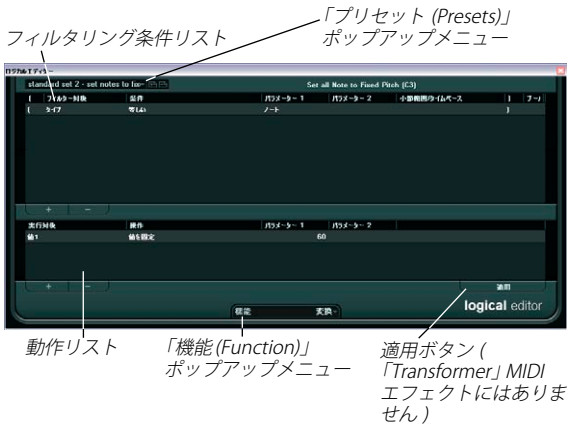 フィルタリング条件リスト
「プリセット (Presets)」
ポップアップメニュー
ロジカルエディター
standard set 2 - set notes to fix
Set all Note to Fixed Pitch (C3)
( フィルター対象 条件 パラメーター 1 パラメーター 2 小節範囲/タイムベース ) ブール
( タイプ 等しい ノート )
+ -
実行対象 操作 パラメーター 1 パラメーター 2
値1 値を固定 60
+ -
適用
機能 変換
logical editor
動作リスト
「機能 (Function)」
ポップアップメニュー
適用ボタン (
「Transformer」 MIDI
エフェクトにはありま
せん )